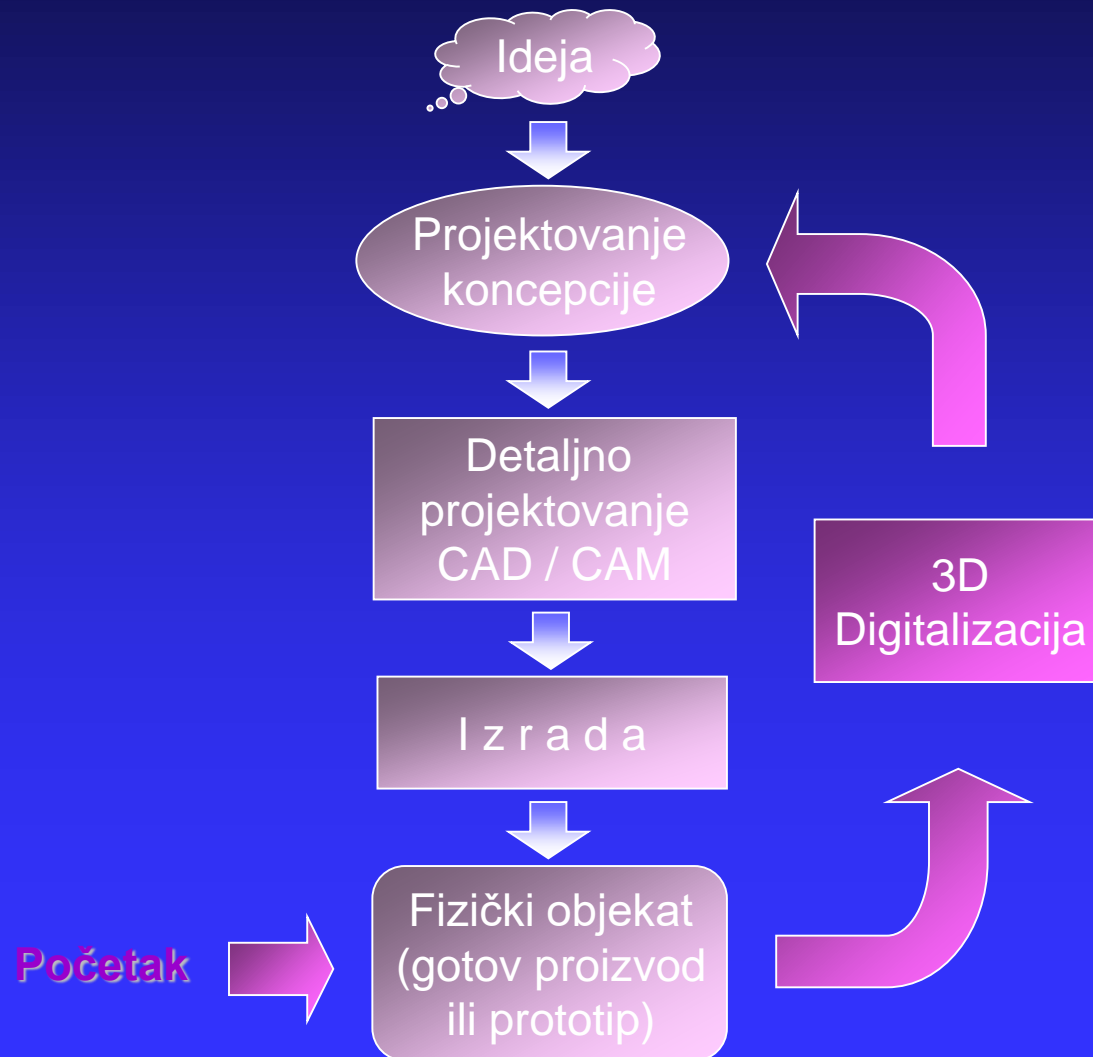 Ideja
Projektovanje
koncepcije
Detaljno
projektovanje
CAD / CAM
3D
Digitalizacija
I z r a d a
Fizički objekat
(gotov proizvod
ili prototip)
Početak